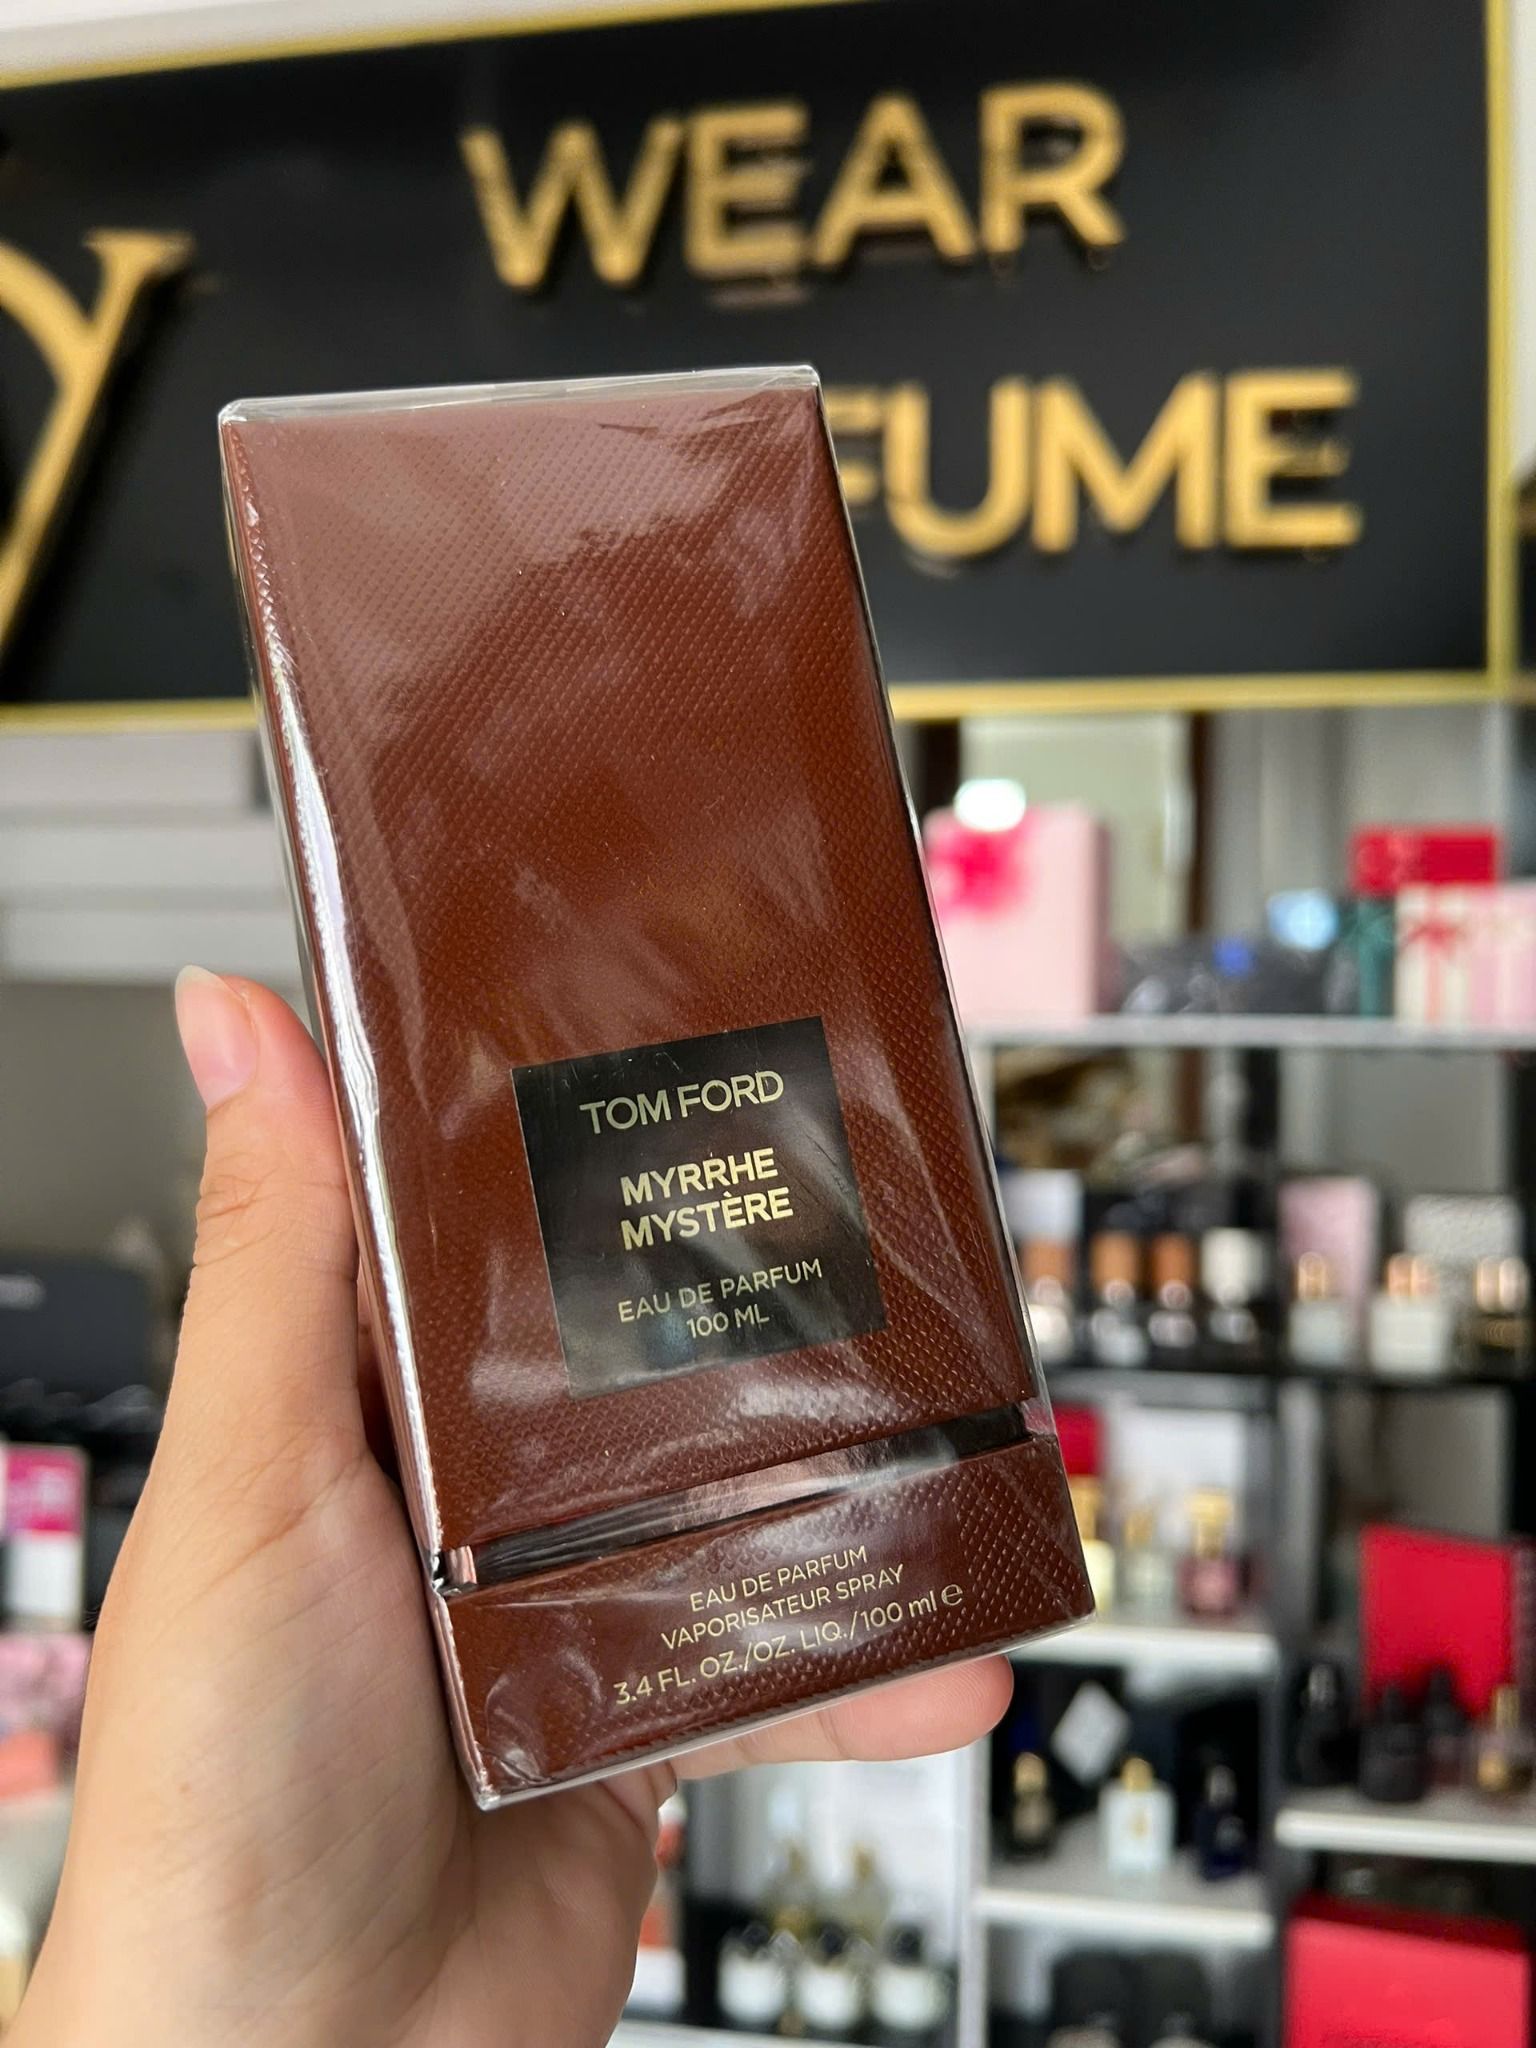 WEAR
FUME
TOM FORD
MYRRHE
MYSTÈRE
EAU DE PARFUM
100 ML
EAU DE PARFUM
VAPORISATEUR SPRAY
3.4 FL. OZ./OZ. LIQ./100 ml ℮